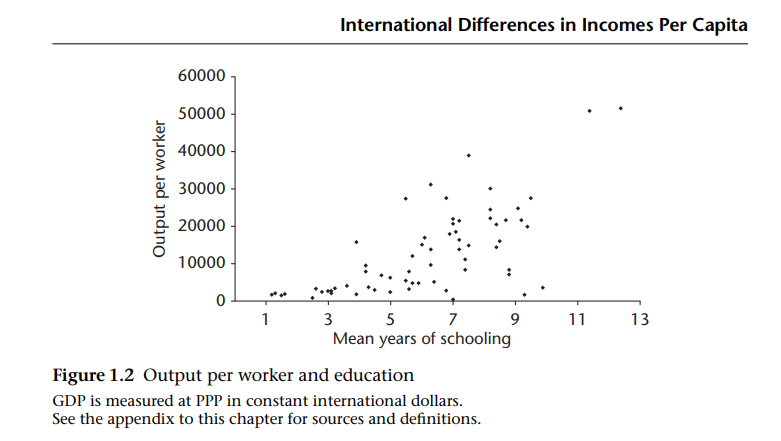 International Differences in Incomes Per Capita
60000
50000
40000
30000
20000
10000
0
Output per worker
1 3 5 7 9 11 13
Mean years of schooling
Figure 1.2 Output per worker and education
GDP is measured at PPP in constant international dollars.
See the appendix to this chapter for sources and definitions.